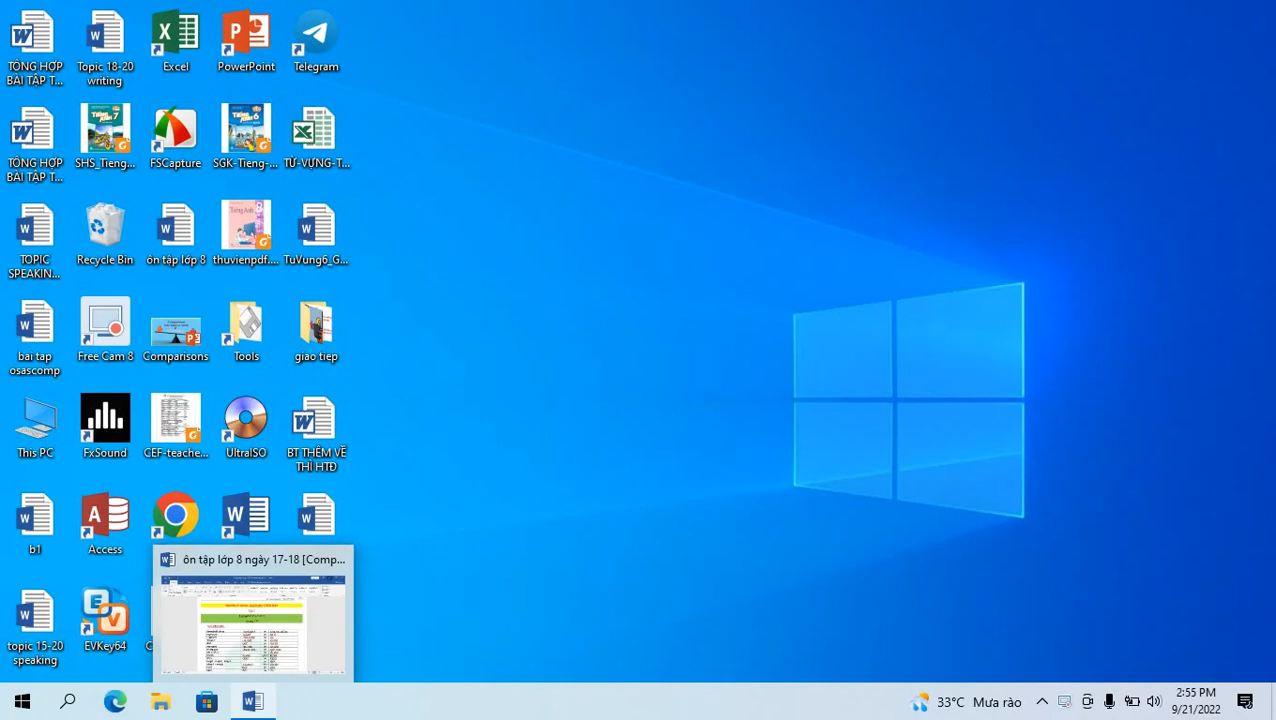 TỔNG HỢP BÀI TẬP T...
Topic 18-20 writing
Excel
PowerPoint
Telegram
TỔNG HỢP BÀI TẬP T...
SHS_Tieng...
FSCapture
SGK-Tieng-...
TỪ-VỰNG-T...
TOPIC SPEAKIN...
Recycle Bin
ôn tập lớp 8
thuvienpdf....
TuVung6_G...
bai tap osascomp
Free Cam 8
Comparisons
Tools
giao tiep
This PC
FxSound
CEF-teache...
UltraISO
BT THÊM VỀ THÌ HTĐ
b1
Access
ôn tập lớp 8 ngày 17-18 [Comp...
Topic 15-20 speaking
EVKey64
33°C Mưa rào
2:55 PM
9/21/2022